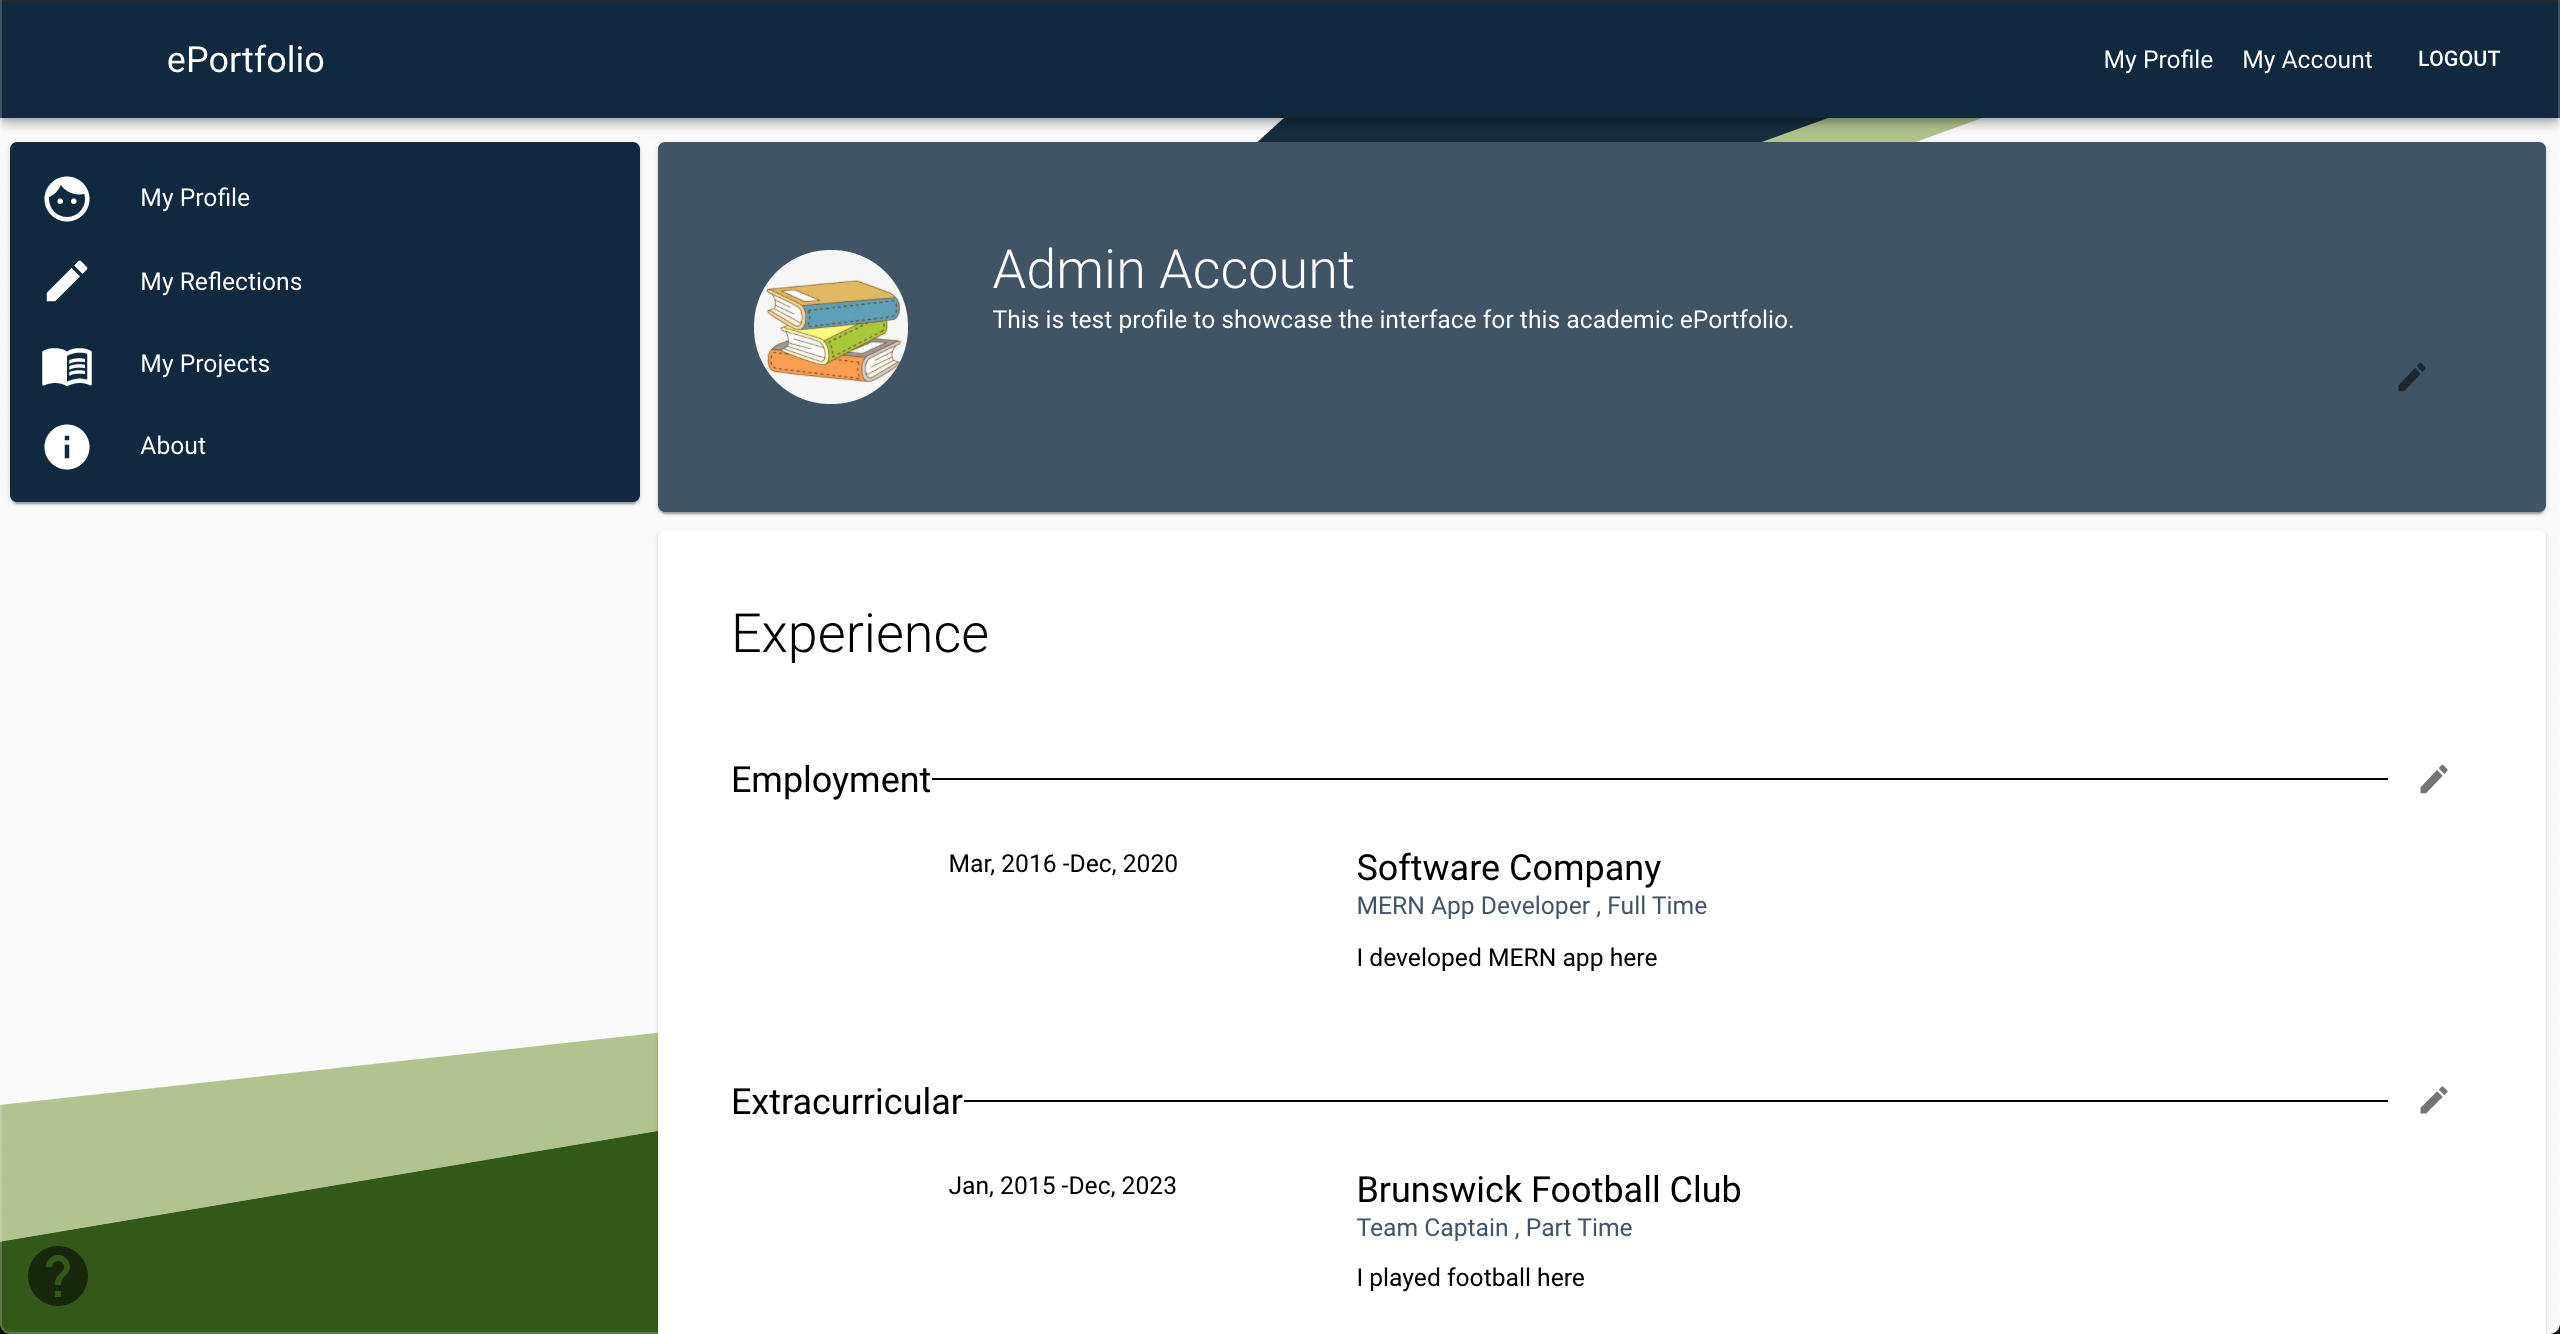 ePortfolio
My Profile
My Account
LOGOUT
My Profile
My Reflections
My Projects
About
Admin Account
This is test profile to showcase the interface for this academic ePortfolio.
Experience
Employment
Mar, 2016 -Dec, 2020
Software Company
MERN App Developer , Full Time
I developed MERN app here
Extracurricular
Jan, 2015 -Dec, 2023
Brunswick Football Club
Team Captain , Part Time
I played football here